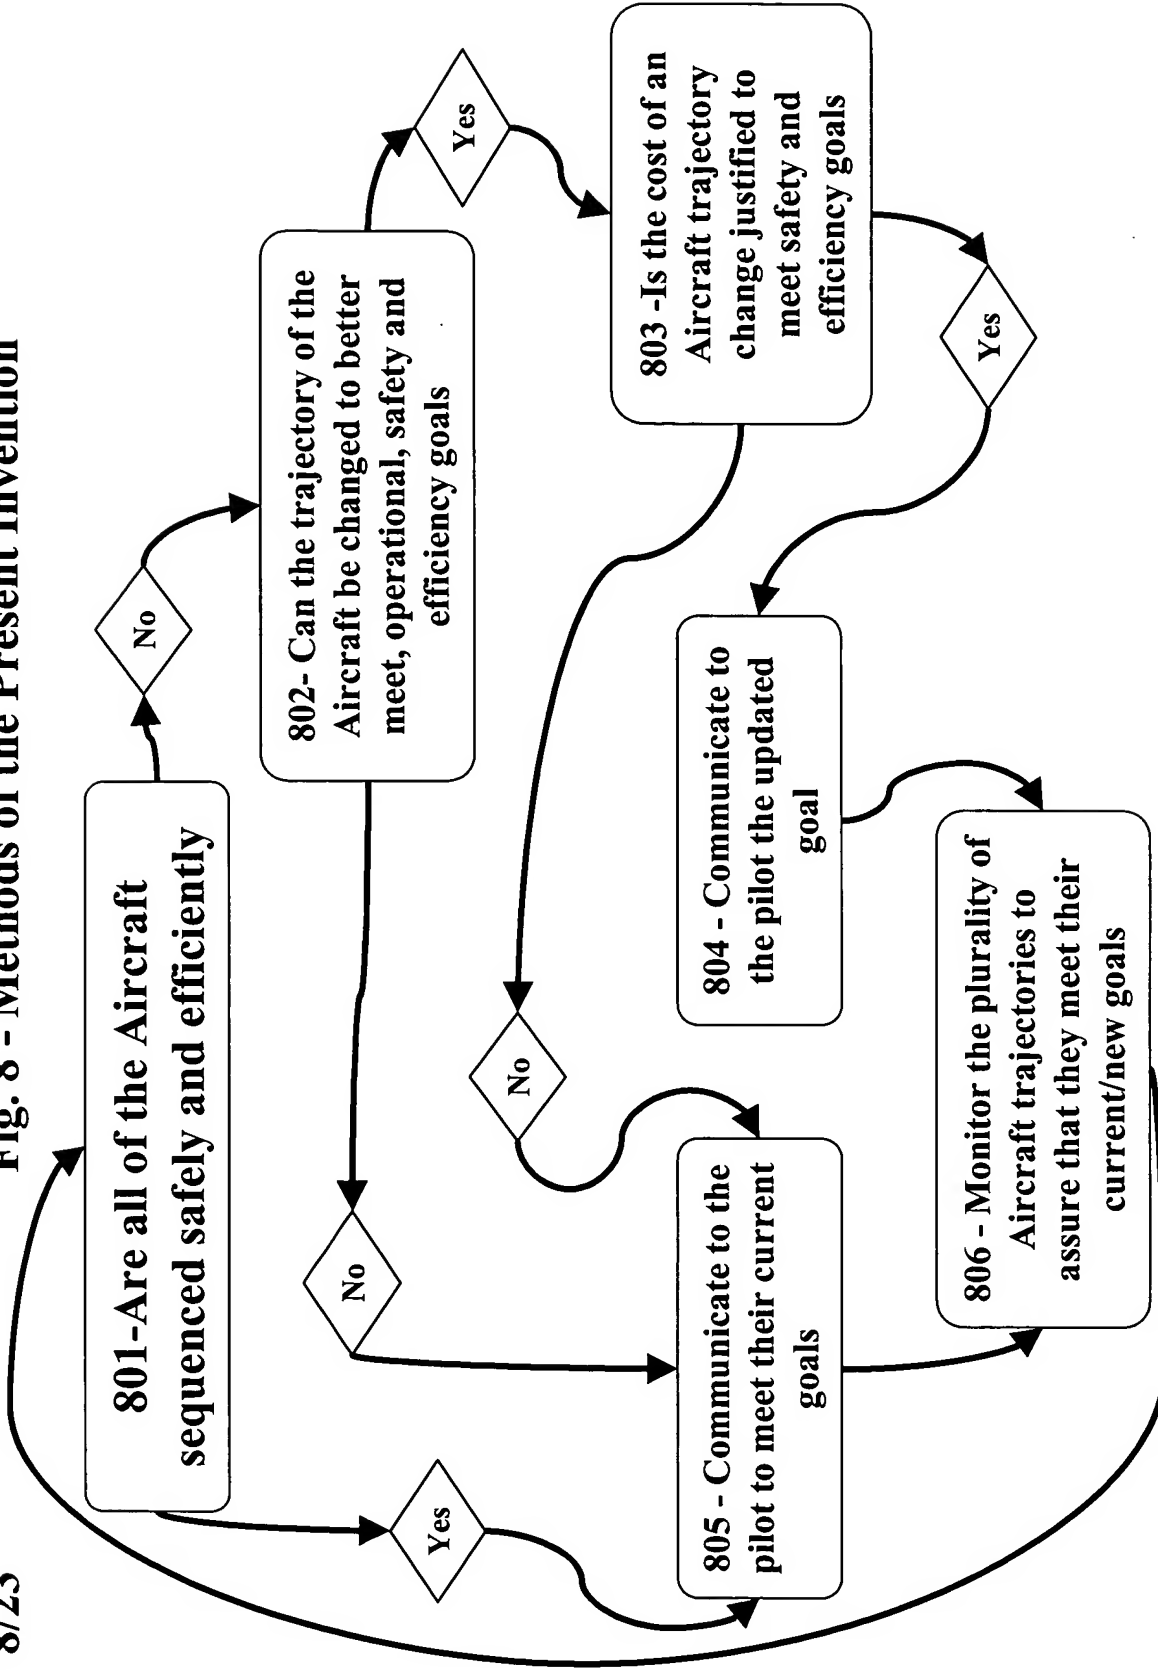 8/23
Fig. 8 - Methods of the Present Invention
801-Are all of the Aircraft
sequenced safely and efficiently
No
Yes
802- Can the trajectory of the
Aircraft be changed to better
meet, operational, safety and
efficiency goals
No
Yes
803 -Is the cost of an
Aircraft trajectory
change justified to
meet safety and
efficiency goals
No
Yes
804 - Communicate to
the pilot the updated
goal
805 - Communicate to the
pilot to meet their current
goals
806 - Monitor the plurality of
Aircraft trajectories to
assure that they meet their
current/new goals